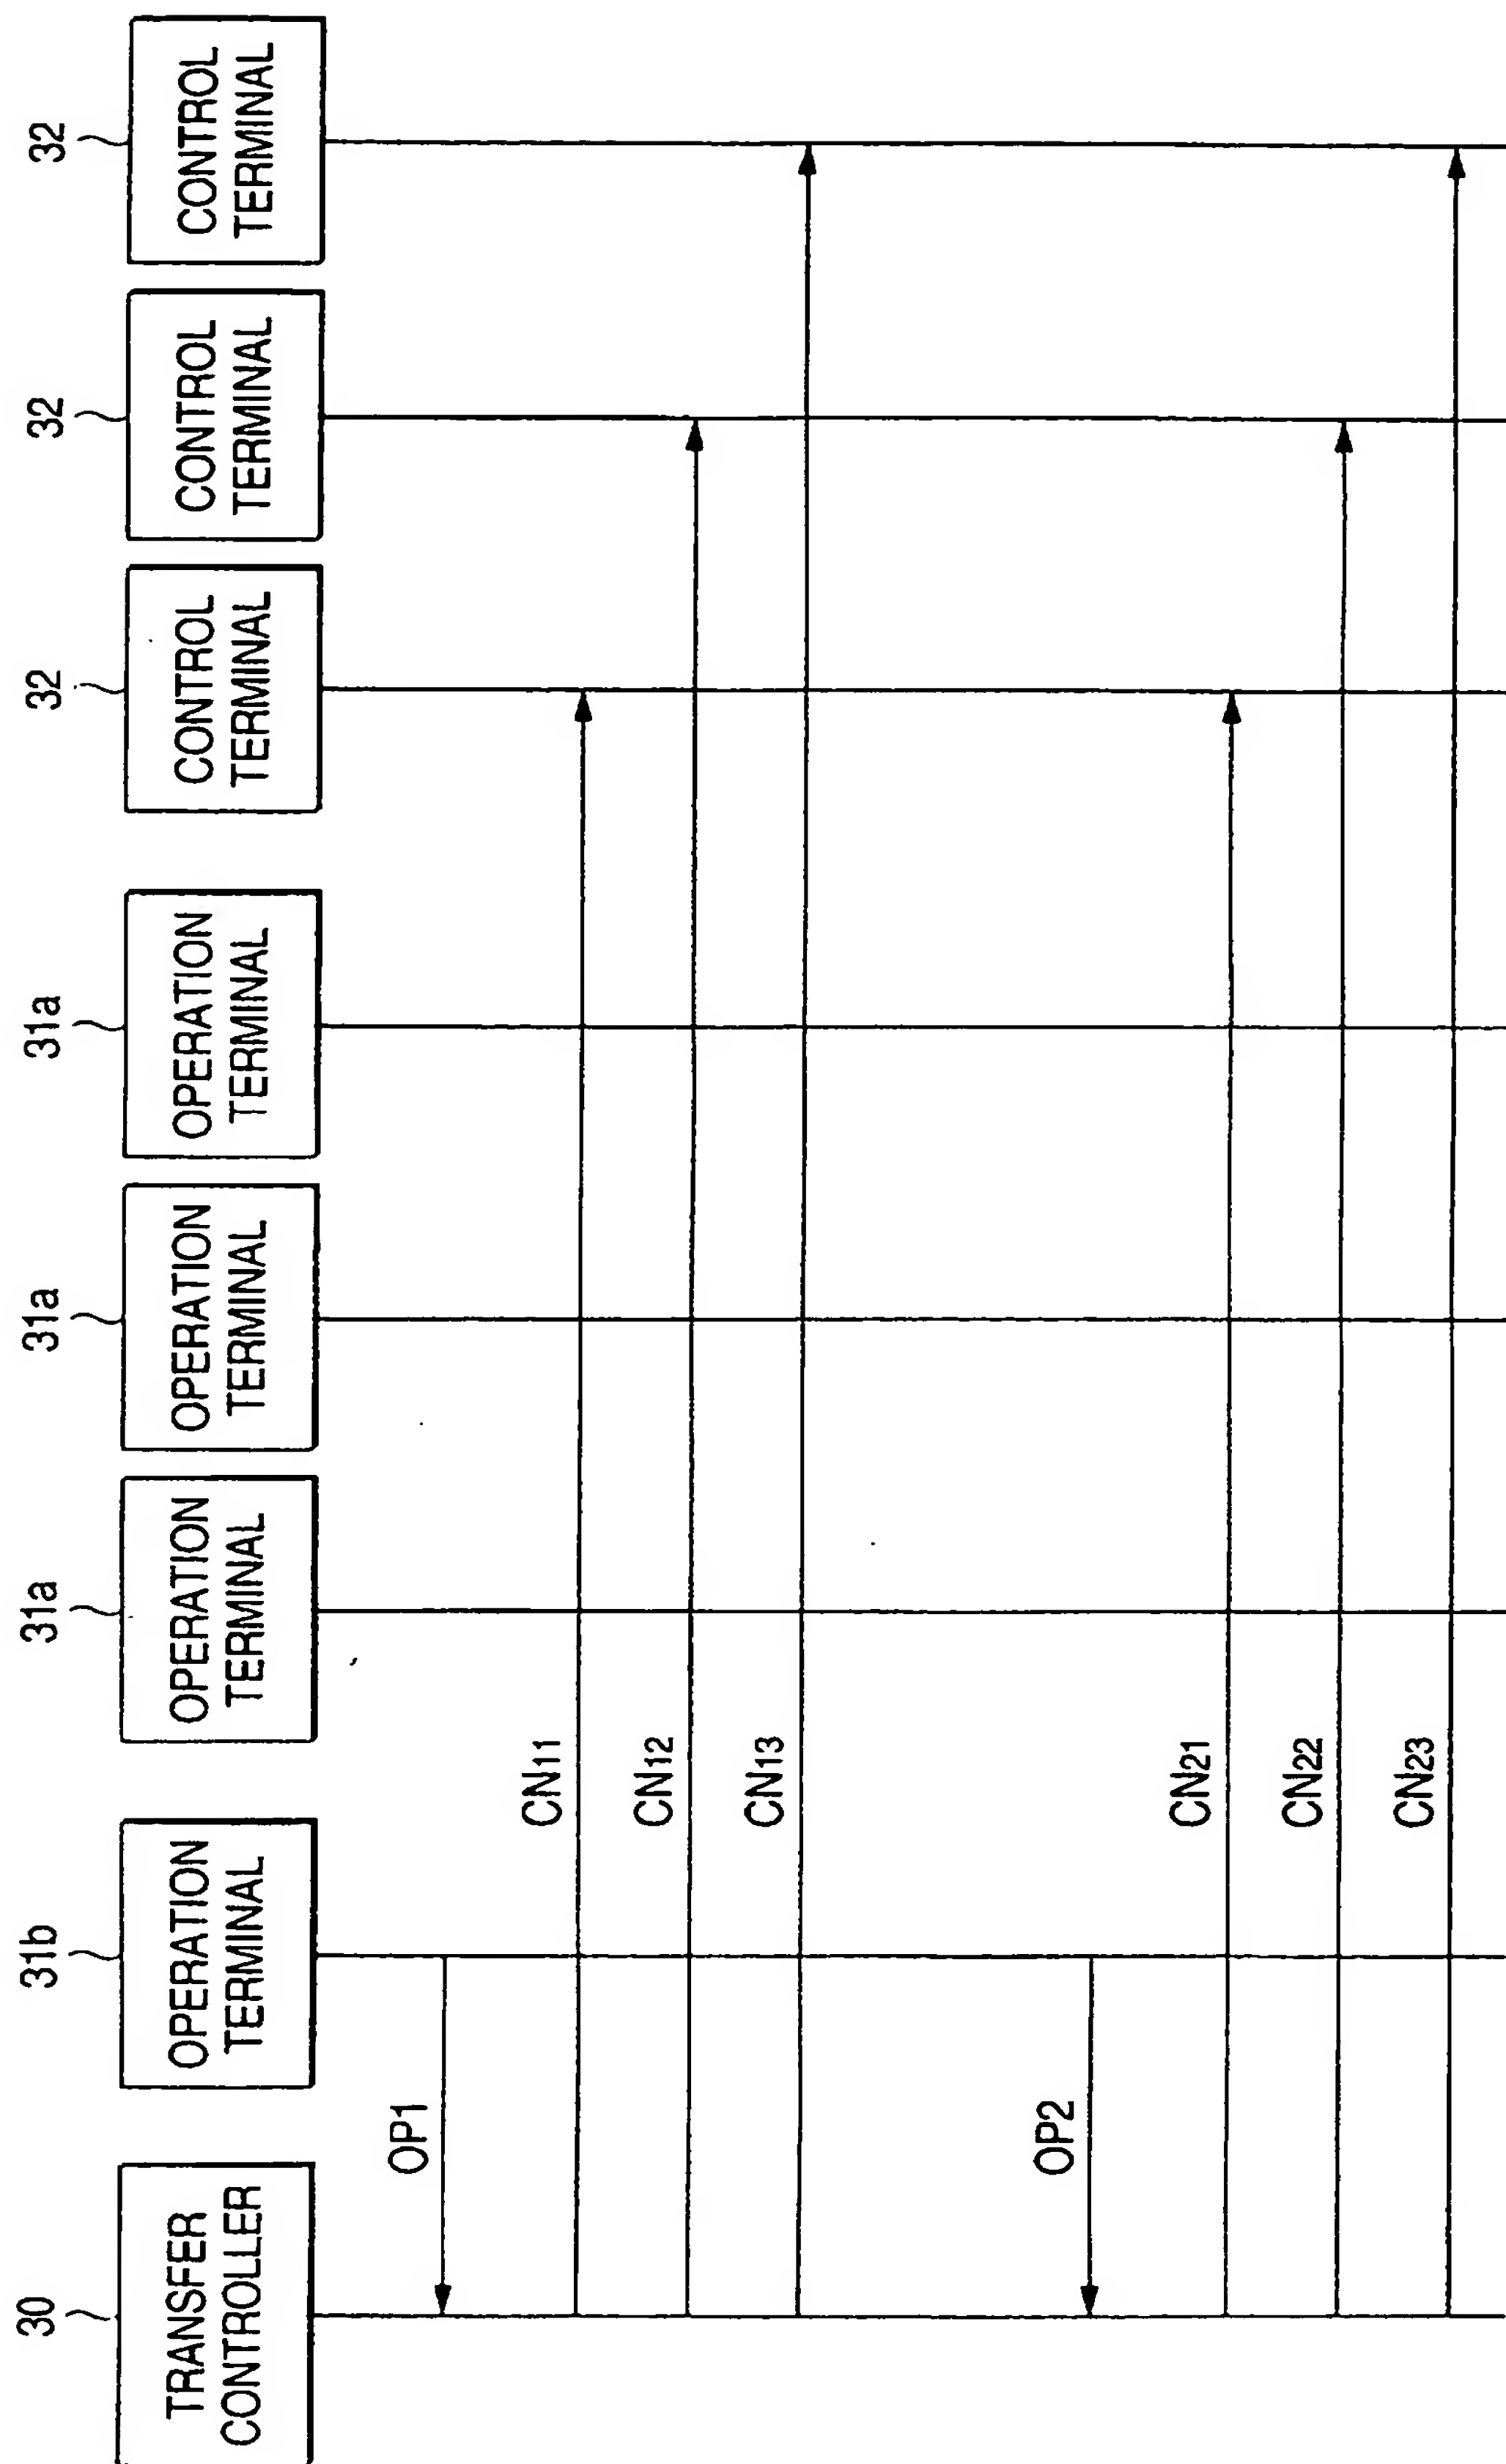 30
TRANSFER
CONTROLLER
31b
OPERATION
TERMINAL
31a
OPERATION
TERMINAL
31a
OPERATION
TERMINAL
31a
OPERATION
TERMINAL
32
CONTROL
TERMINAL
32
CONTROL
TERMINAL
32
CONTROL
TERMINAL
OP1
CN11
CN12
CN13
OP2
CN21
CN22
CN23